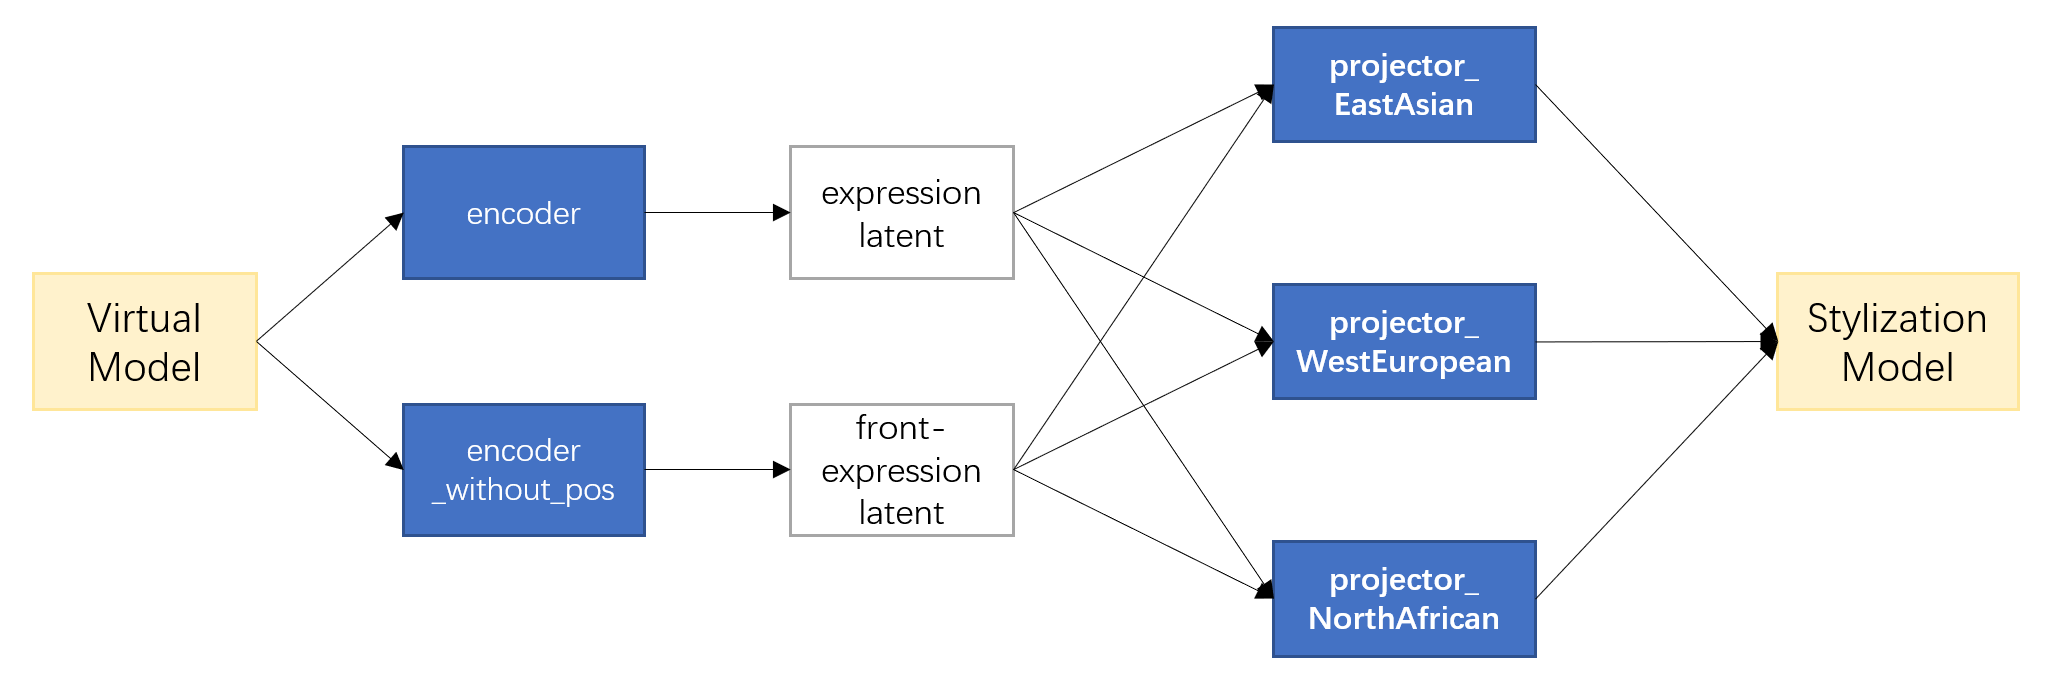 Virtual
Model
encoder
encoder
_without_pos
expression
latent
front-
expression
latent
projector_
EastAsian
projector_
WestEuropean
projector_
NorthAfrican
Stylization
Model